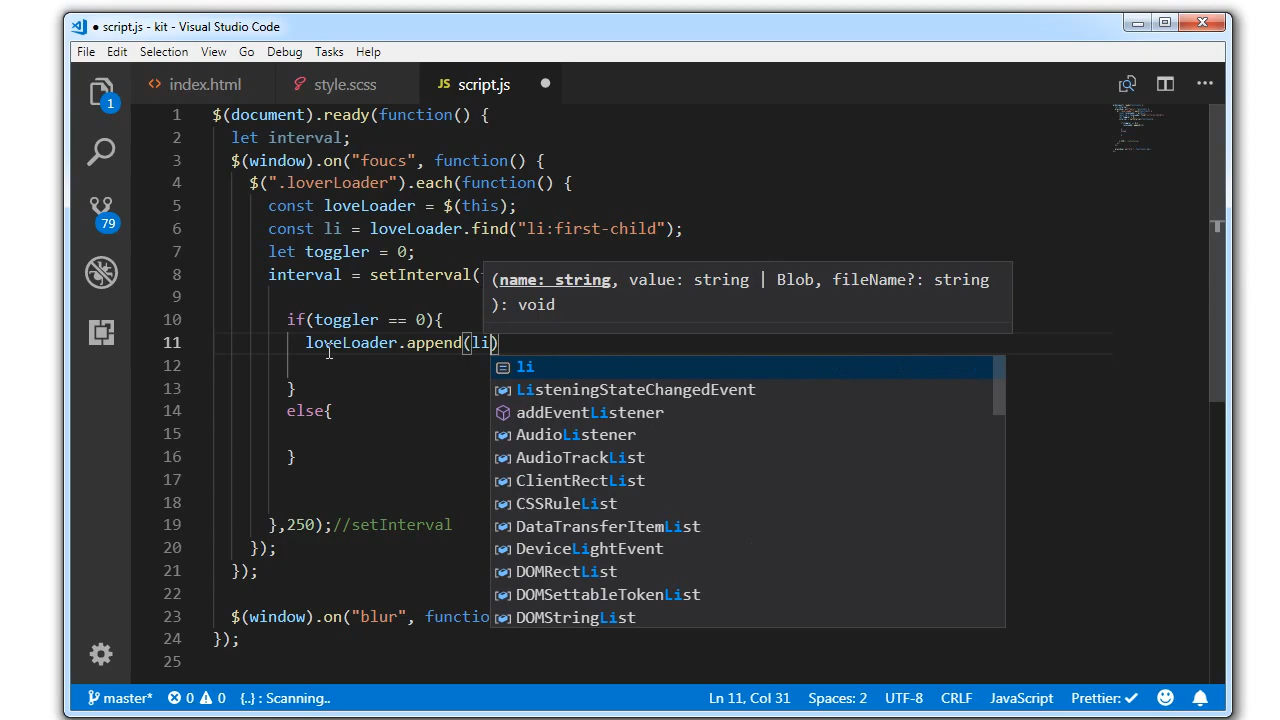 ● script.js - kit - Visual Studio Code
File Edit Selection View Go Debug Tasks Help
1
79
<> index.html
style.scss
JS script.js ●
1 $(document).ready(function() {
2 let interval;
3 $(window).on("foucs", function() {
4 $(".loverLoader").each(function() {
5 const loveLoader = $(this);
6 const li = loveLoader.find("li:first-child");
7 let toggler = 0;
8 interval = setInterval(
9
10 if(toggler == 0){
11 loveLoader.append(li)
12
13 }
14 else{
15
16 }
17
18
19 },250);//setInterval
20 });
21 });
22
23 $(window).on("blur", functio
24 });
25
(name: string, value: string | Blob, fileName?: string
): void
li
ListeningStateChangedEvent
addEventListener
AudioListener
AudioTrackList
ClientRectList
CSSRuleList
DataTransferItemList
DeviceLightEvent
DOMRectList
DOMSettableTokenList
DOMStringList
master* 0 0 {..} : Scanning.. Ln 11, Col 31 Spaces: 2 UTF-8 CRLF JavaScript Prettier: ✓